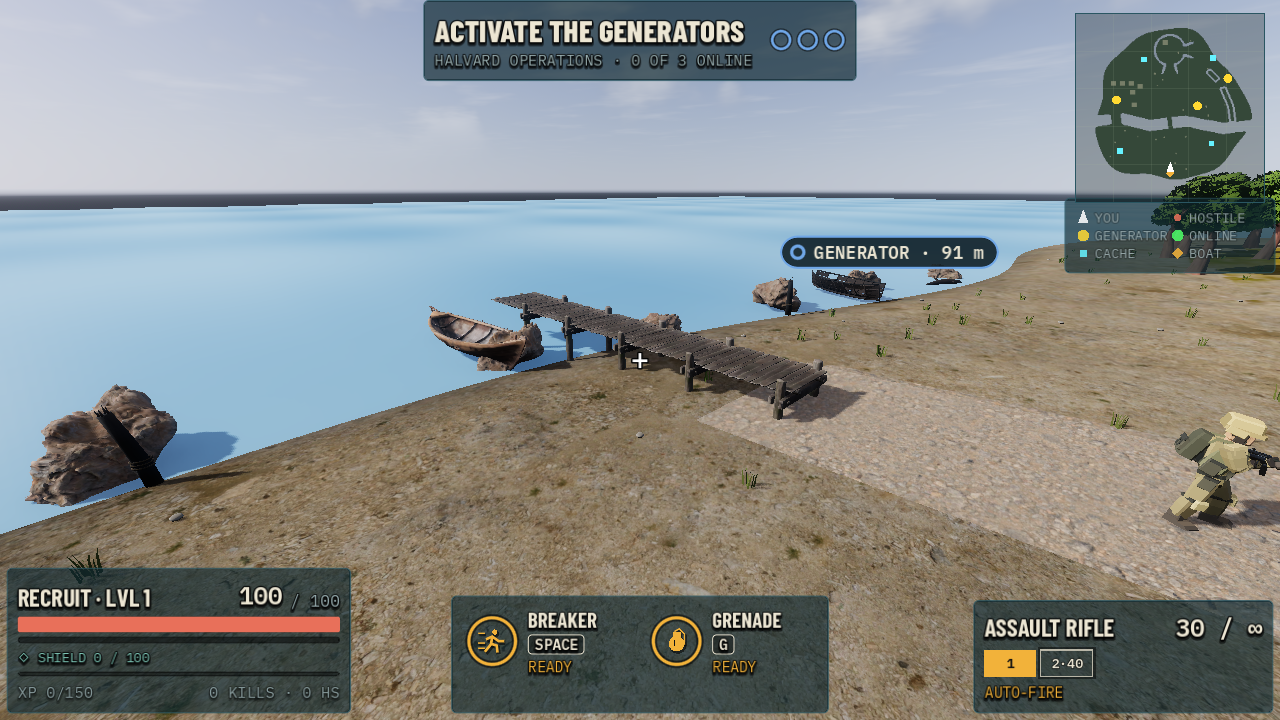 ACTIVATE THE GENERATORS
HALVARD OPERATIONS · 0 OF 3 ONLINE
YOU
HOSTILE
GENERATOR
ONLINE
CACHE
BOAT
GENERATOR · 91 m
RECRUIT · LVL 1
100 / 100
SHIELD 0 / 100
XP 0/150
0 KILLS · 0 HS
BREAKER
SPACE
READY
GRENADE
G
READY
ASSAULT RIFLE
30 / ∞
1
2·40
AUTO-FIRE